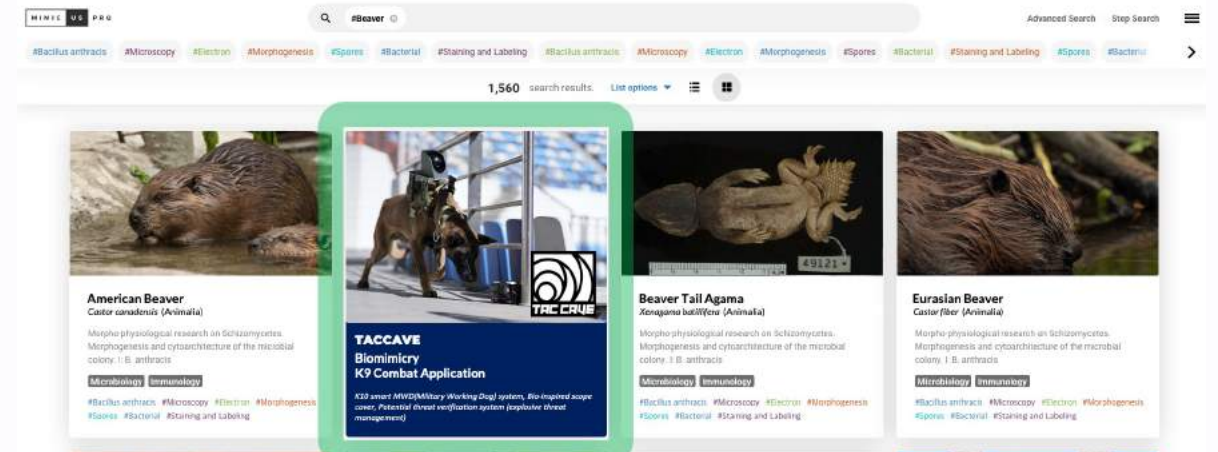 MINIC US PRO
#Beaver
Advanced Search Step Search
#Bacillus anthracis #Microscopy #Electron #Morphogenesis #Spores #Bacterial #Staining and Labeling #Bacillus anthracis #Microscopy #Electron #Morphogenesis #Spores #Bacterial #Staining and Labeling #Spores #Bacterial
1,560 search results. List options
American Beaver
Castor canadensis (Animalia)
Morpho physiological research on Schizomycetes.
Morphogenesis and cytoarchitecture of the microbial
colony. I: B. anthracis
Microbiology Immunology
#Bacillus anthracis #Microscopy #Electron #Morphogenesis
#Spores #Bacterial #Staining and Labeling
TAC CAVE
TACCAVE
Biomimicry
K9 Combat Application
K10 smart MWD(Military Working Dog) system, Bio-inspired scope
cover, Potential threat verification system (explosive threat
management)
49121
Beaver Tail Agama
Xenagama batillifera (Animalia)
Morpho physiological research on Schizomycetes.
Morphogenesis and cytoarchitecture of the microbial
colony. I: B. anthracis
Microbiology Immunology
#Bacillus anthracis #Microscopy #Electron #Morphogenesis
#Spores #Bacterial #Staining and Labeling
Eurasian Beaver
Castor fiber (Animalia)
Morpho physiological research on Schizomycetes.
Morphogenesis and cytoarchitecture of the microbial
colony. I: B. anthracis
Microbiology Immunology
#Bacillus anthracis #Microscopy #Electron #Morphogenesis
#Spores #Bacterial #Staining and Labeling